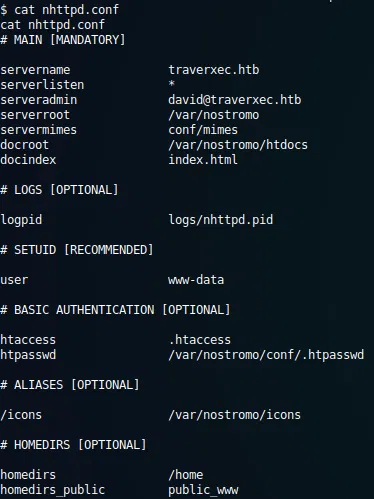 $ cat nhttpd.conf
cat nhttpd.conf
# MAIN [MANDATORY]
servername traverxec.htb
serverlisten *
serveradmin david@traverxec.htb
serverroot /var/nostromo
servermimes conf/mimes
docroot /var/nostromo/htdocs
docindex index.html
# LOGS [OPTIONAL]
logpid logs/nhttpd.pid
# SETUID [RECOMMENDED]
user www-data
# BASIC AUTHENTICATION [OPTIONAL]
htaccess .htaccess
htpasswd /var/nostromo/conf/.htpasswd
# ALIASES [OPTIONAL]
/icons /var/nostromo/icons
# HOMEDIRS [OPTIONAL]
homedirs /home
homedirs_public public_www